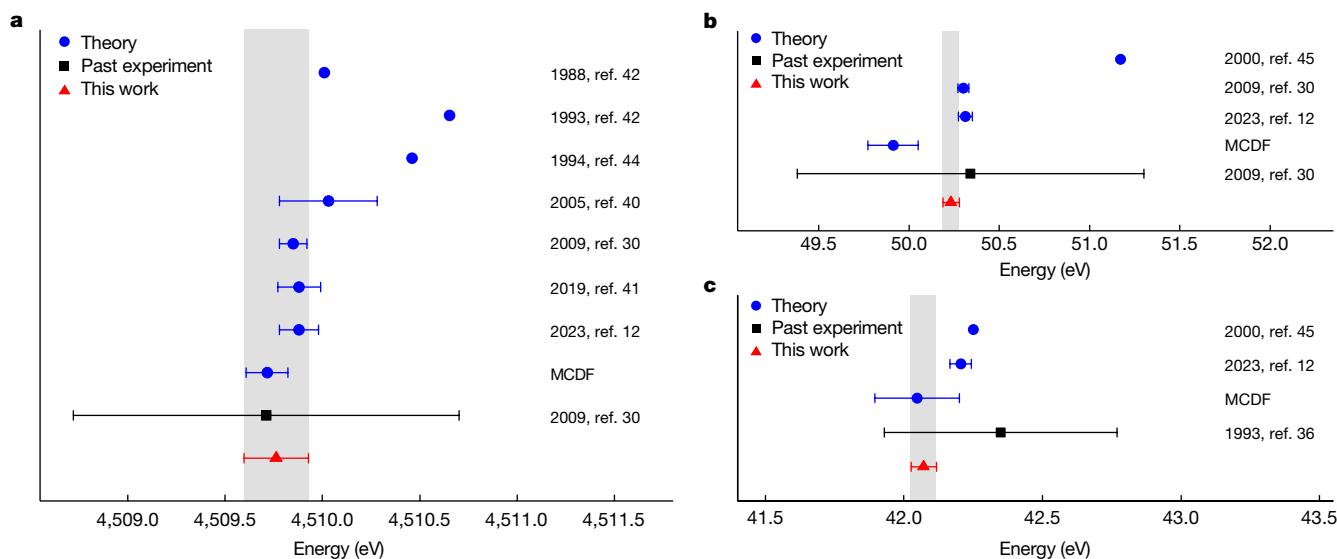 a
Theory
Past experiment
This work
1988, ref. 42
1993, ref. 42
1994, ref. 44
2005, ref. 40
2009, ref. 30
2019, ref. 41
2023, ref. 12
MCDF
2009, ref. 30
4,509.0 4,509.5 4,510.0 4,510.5 4,511.0 4,511.5
Energy (eV)
b
Theory
Past experiment
This work
2000, ref. 45
2009, ref. 30
2023, ref. 12
MCDF
2009, ref. 30
49.5 50.0 50.5 51.0 51.5 52.0
Energy (eV)
c
Theory
Past experiment
This work
2000, ref. 45
2023, ref. 12
MCDF
1993, ref. 36
41.5 42.0 42.5 43.0 43.5
Energy (eV)